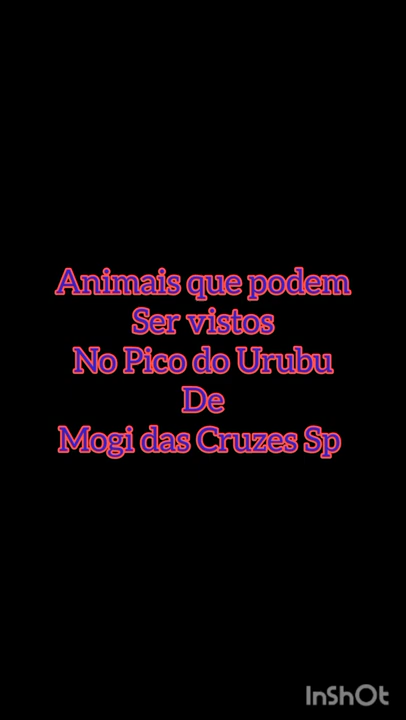 Animais que podem
Ser vistos
No Pico do Urubu
De
Mogi das Cruzes Sp
InShOt